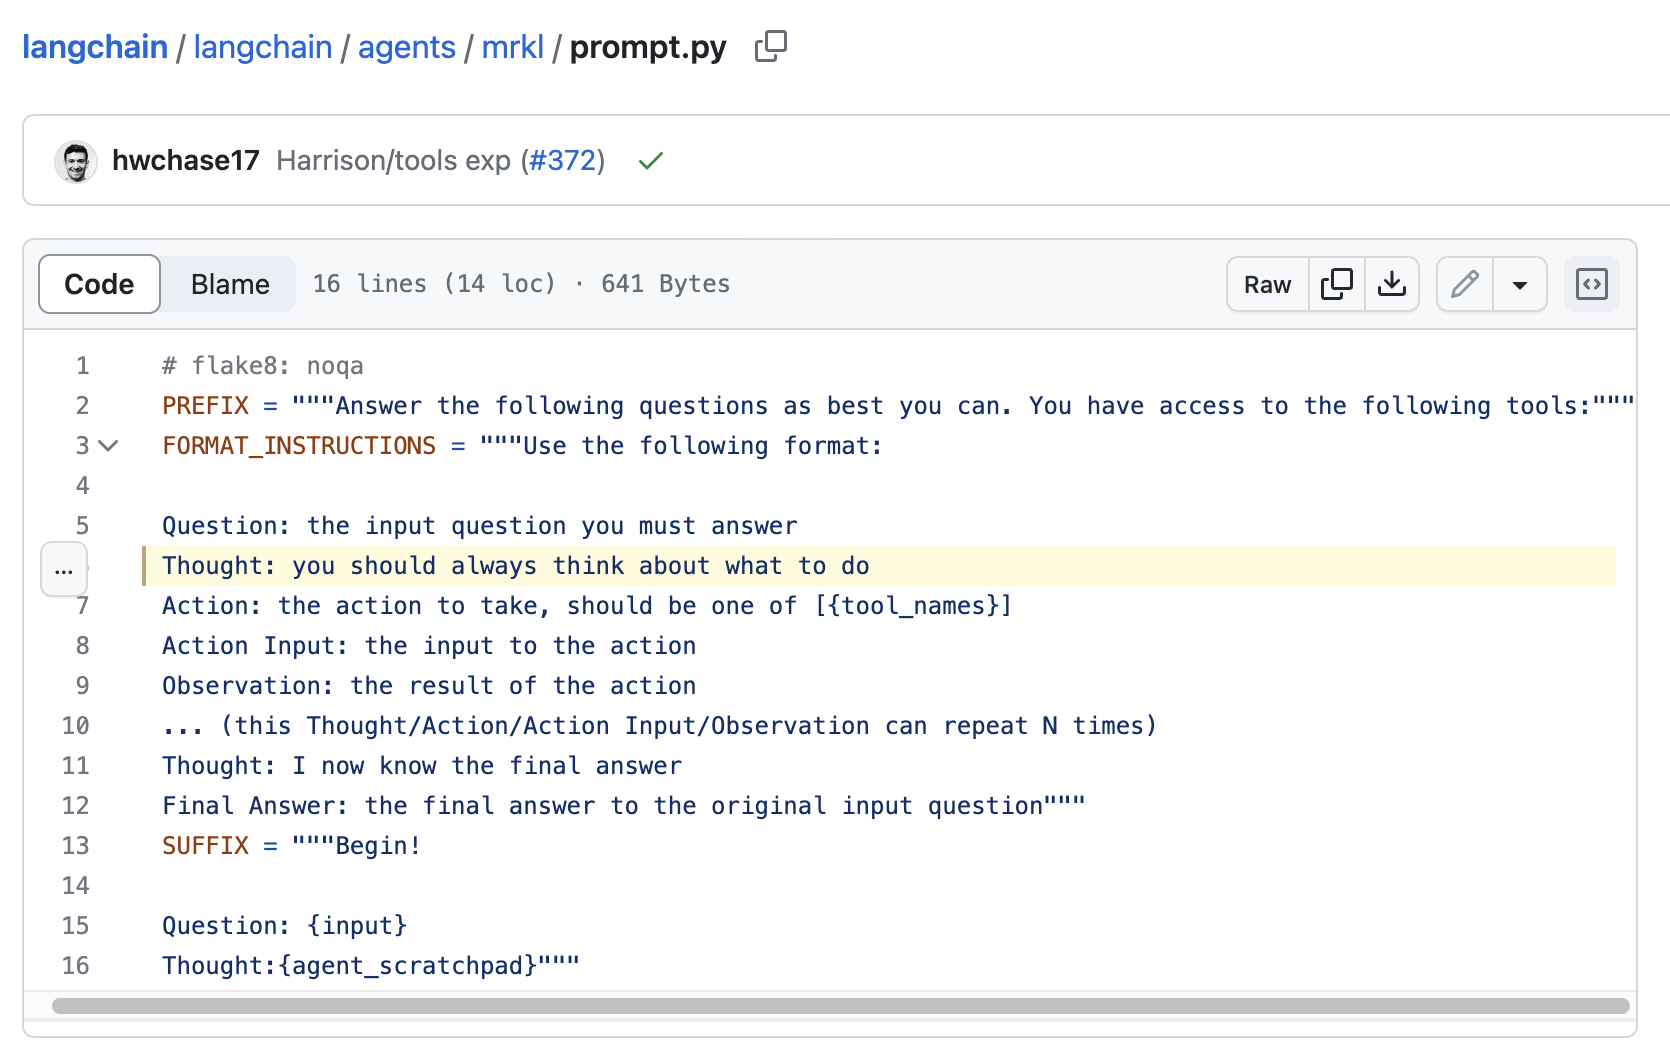 langchain / langchain / agents / mrkl / prompt.py
hwchase17 Harrison/tools exp (#372)
Code Blame 16 lines (14 loc) · 641 Bytes Raw
1 # flake8: noqa
2 PREFIX = """Answer the following questions as best you can. You have access to the following tools:"""
3 FORMAT_INSTRUCTIONS = """Use the following format:
4
5 Question: the input question you must answer
... Thought: you should always think about what to do
7 Action: the action to take, should be one of [{tool_names}]
8 Action Input: the input to the action
9 Observation: the result of the action
10 ... (this Thought/Action/Action Input/Observation can repeat N times)
11 Thought: I now know the final answer
12 Final Answer: the final answer to the original input question"""
13 SUFFIX = """Begin!
14
15 Question: {input}
16 Thought:{agent_scratchpad}"""